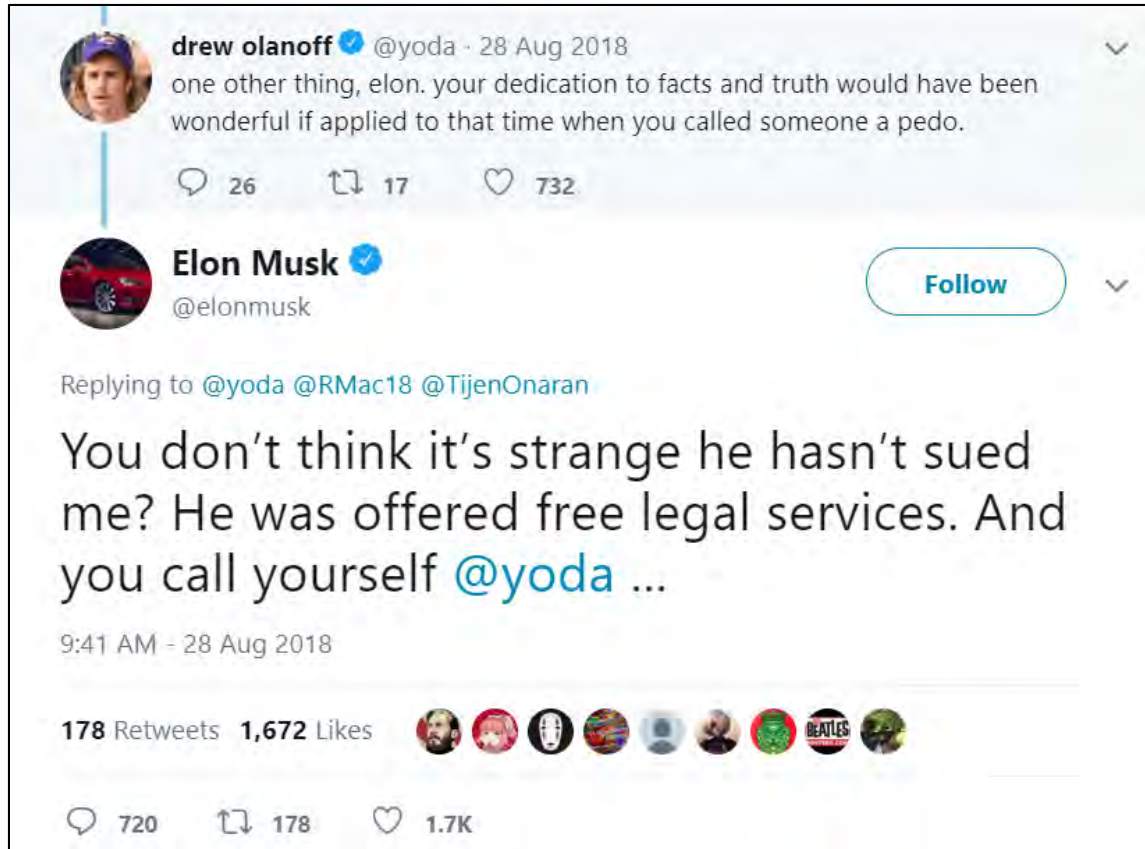 drew olanoff @yoda · 28 Aug 2018
one other thing, elon. your dedication to facts and truth would have been
wonderful if applied to that time when you called someone a pedo.
26 17 732
Elon Musk
@elonmusk
Follow
Replying to @yoda @RMac18 @TijenOnaran
You don’t think it’s strange he hasn’t sued
me? He was offered free legal services. And
you call yourself @yoda ...
9:41 AM - 28 Aug 2018
178 Retweets 1,672 Likes
BEATLES
720 178 1.7K